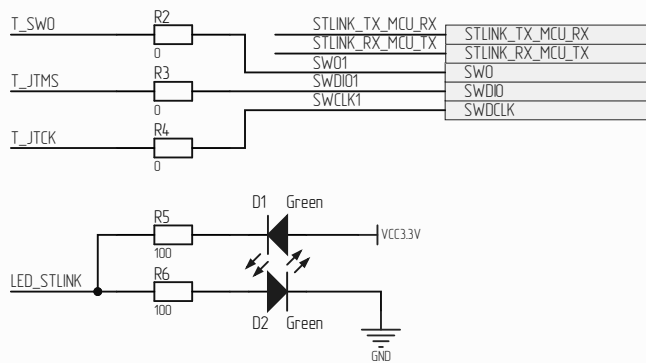 T_SWO
R2
0
STLINK_TX_MCU_RX
STLINK_RX_MCU_TX
SWO1
SWDIO1
SWCLK1
STLINK_TX_MCU_RX
STLINK_RX_MCU_TX
SWO
SWDIO
SWDCLK
T_JTMS
R3
0
T_JTCK
R4
0
D1 Green
R5
100
VCC3.3V
LED_STLINK
R6
100
D2 Green
GND